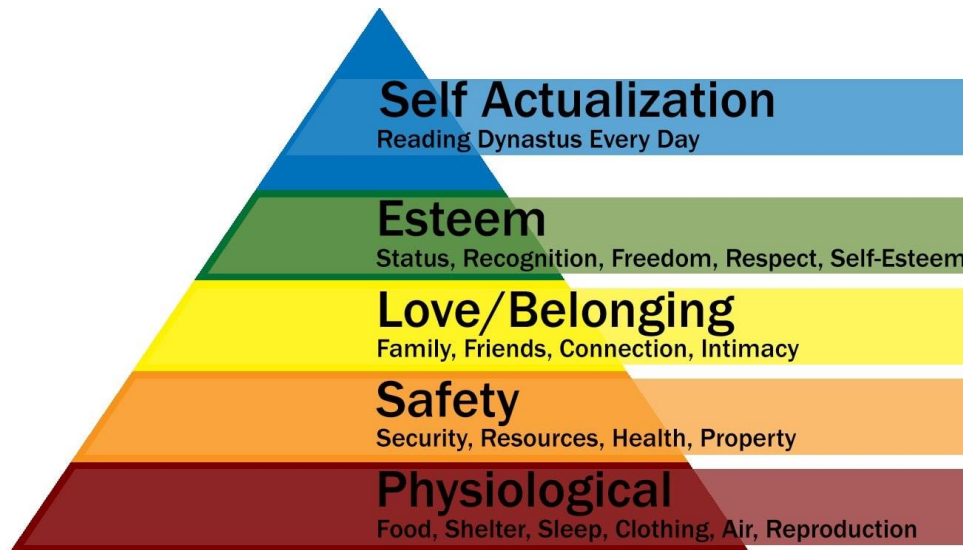 Self Actualization
Reading Dynastus Every Day
Esteem
Status, Recognition, Freedom, Respect, Self-Esteem
Love/Belonging
Family, Friends, Connection, Intimacy
Safety
Security, Resources, Health, Property
Physiological
Food, Shelter, Sleep, Clothing, Air, Reproduction